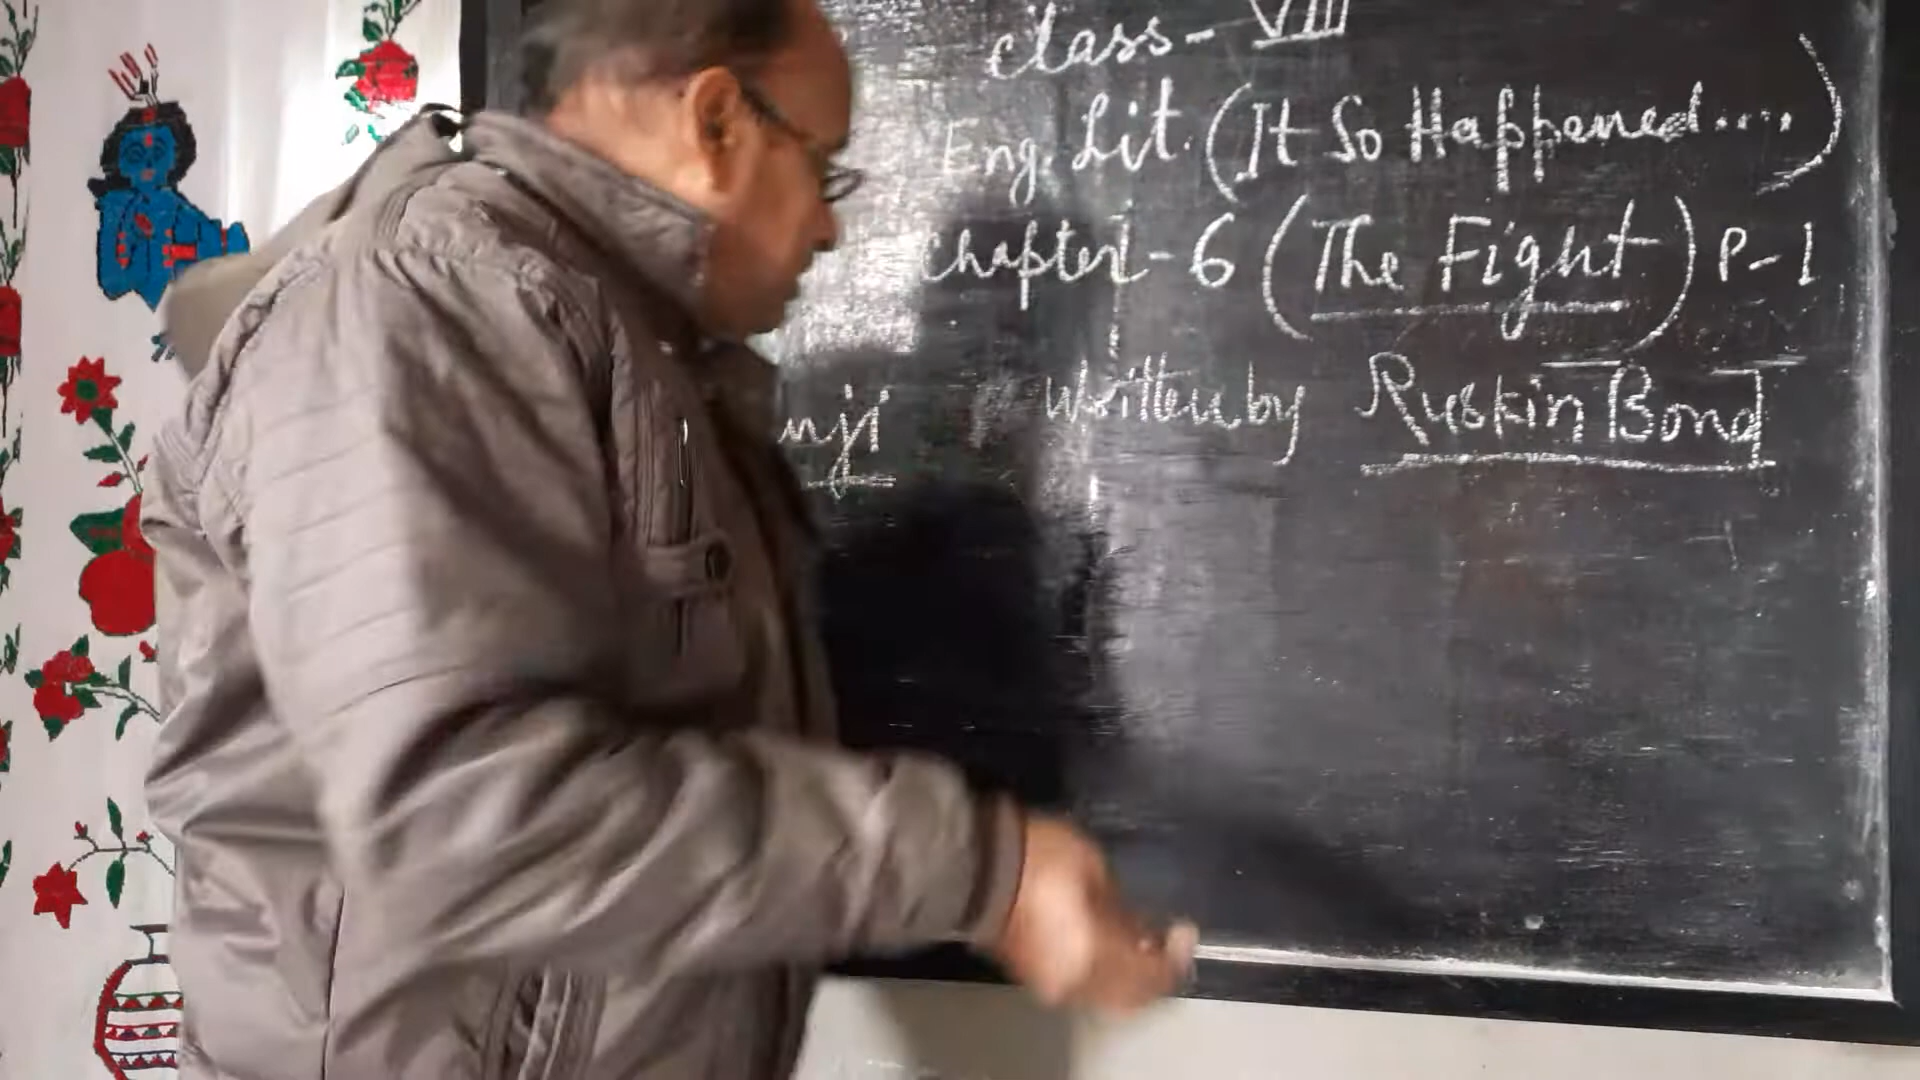 Class - VIII
Eng. Lit. (It So Happened....)
Chapter - 6 (The Fight) P-1
Written by Ruskin Bond